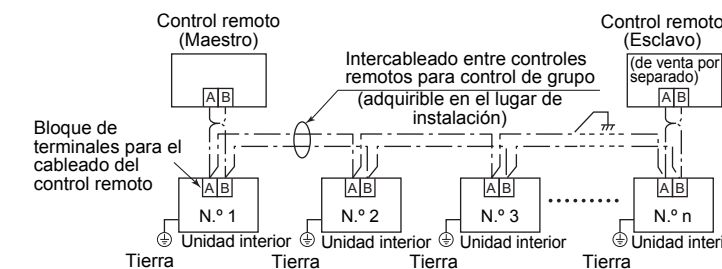 Control remoto
(Maestro)
Control remoto
(Esclavo)
(de venta por
separado)
Intercableado entre controles
remotos para control de grupo
(adquirible en el lugar de
instalación)
A B
A B
Bloque de
terminales para el
cableado del
control remoto
A B
A B
A B
A B
N.º 1
N.º 2
N.º 3
N.º n
Unidad interior
Unidad interior
Unidad interior
Unidad interi
Tierra
Tierra
Tierra
Tierra